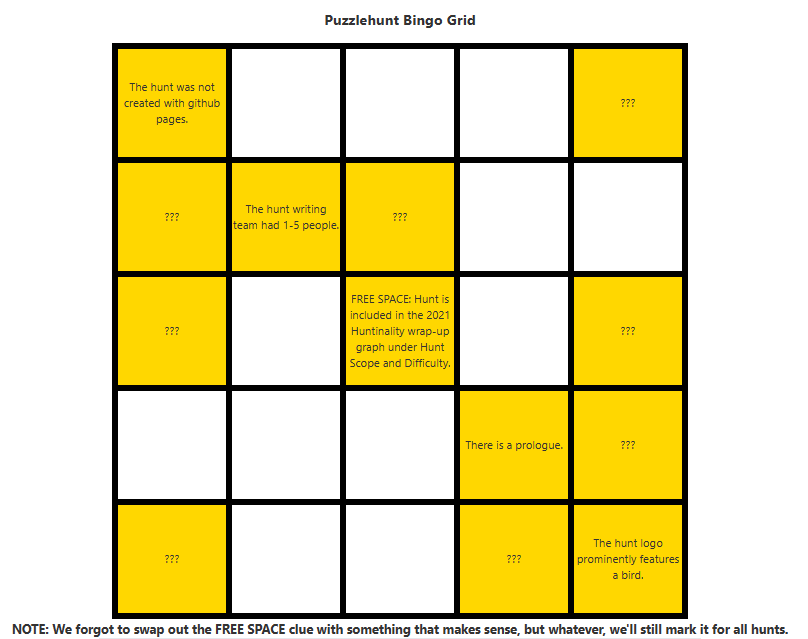 Puzzlehunt Bingo Grid
The hunt was not
created with github
pages.
???
???
The hunt writing
team had 1-5 people.
???
???
FREE SPACE: Hunt is
included in the 2021
Huntinality wrap-up
graph under Hunt
Scope and Difficulty.
???
There is a prologue.
???
???
???
The hunt logo
prominently features
a bird.
NOTE: We forgot to swap out the FREE SPACE clue with something that makes sense, but whatever, we'll still mark it for all hunts.